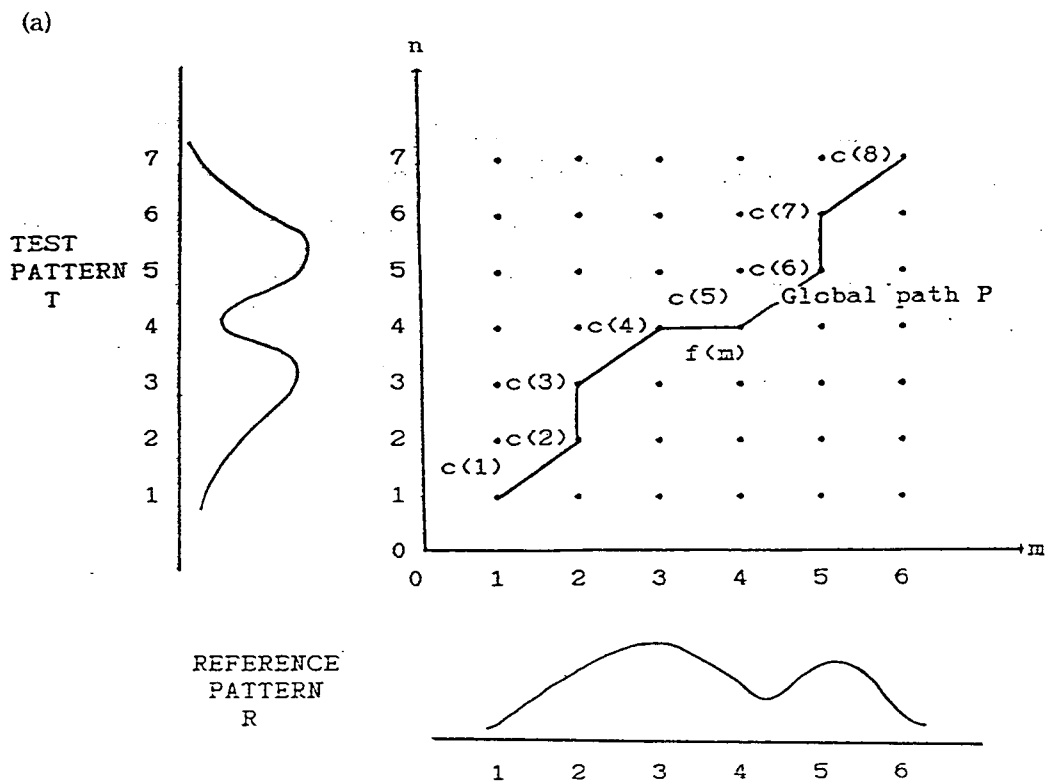 (a)
n
7
7
c(8)
6
6
c(7)
TEST
PATTERN
T
5
5
c(6)
c(5)
Global path P
4
4
c(4)
f(m)
3
3
c(3)
2
2
c(2)
c(1)
1
1
0
m
0 1 2 3 4 5 6
REFERENCE
PATTERN
R
1 2 3 4 5 6